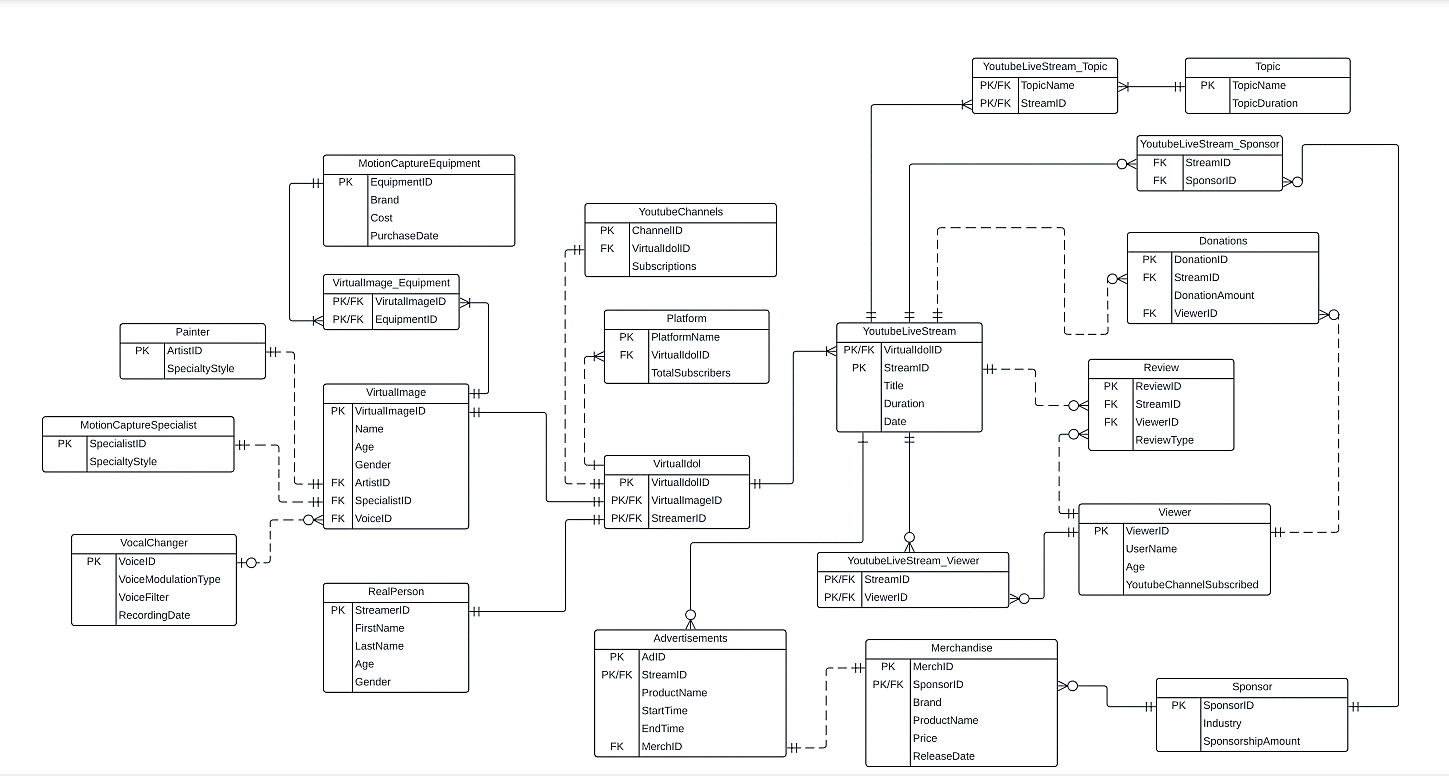 YoutubeLiveStream_Topic
PK/FK TopicName
PK/FK StreamID
Topic
PK TopicName
TopicDuration
YoutubeLiveStream_Sponsor
FK StreamID
FK SponsorID
MotionCaptureEquipment
PK EquipmentID
Brand
Cost
PurchaseDate
YoutubeChannels
PK ChannelID
FK VirtualIdolID
Subscriptions
Donations
PK DonationID
FK StreamID
DonationAmount
FK ViewerID
VirtualImage_Equipment
PK/FK VirutalImageID
PK/FK EquipmentID
Platform
PK PlatformName
FK VirtualIdolID
TotalSubscribers
Painter
PK ArtistID
SpecialtyStyle
YoutubeLiveStream
PK/FK VirtualIdolID
PK StreamID
Title
Duration
Date
Review
PK ReviewID
FK StreamID
FK ViewerID
ReviewType
VirtualImage
PK VirtualImageID
Name
Age
Gender
FK ArtistID
FK SpecialistID
FK VoiceID
MotionCaptureSpecialist
PK SpecialistID
SpecialtyStyle
VirtualIdol
PK VirtualIdolID
PK/FK VirtualImageID
PK/FK StreamerID
Viewer
PK ViewerID
UserName
Age
YoutubeChannelSubscribed
VocalChanger
PK VoiceID
VoiceModulationType
VoiceFilter
RecordingDate
YoutubeLiveStream_Viewer
PK/FK StreamID
PK/FK ViewerID
RealPerson
PK StreamerID
FirstName
LastName
Age
Gender
Advertisements
PK AdID
PK/FK StreamID
ProductName
StartTime
EndTime
FK MerchID
Merchandise
PK MerchID
PK/FK SponsorID
Brand
ProductName
Price
ReleaseDate
Sponsor
PK SponsorID
Industry
SponsorshipAmount